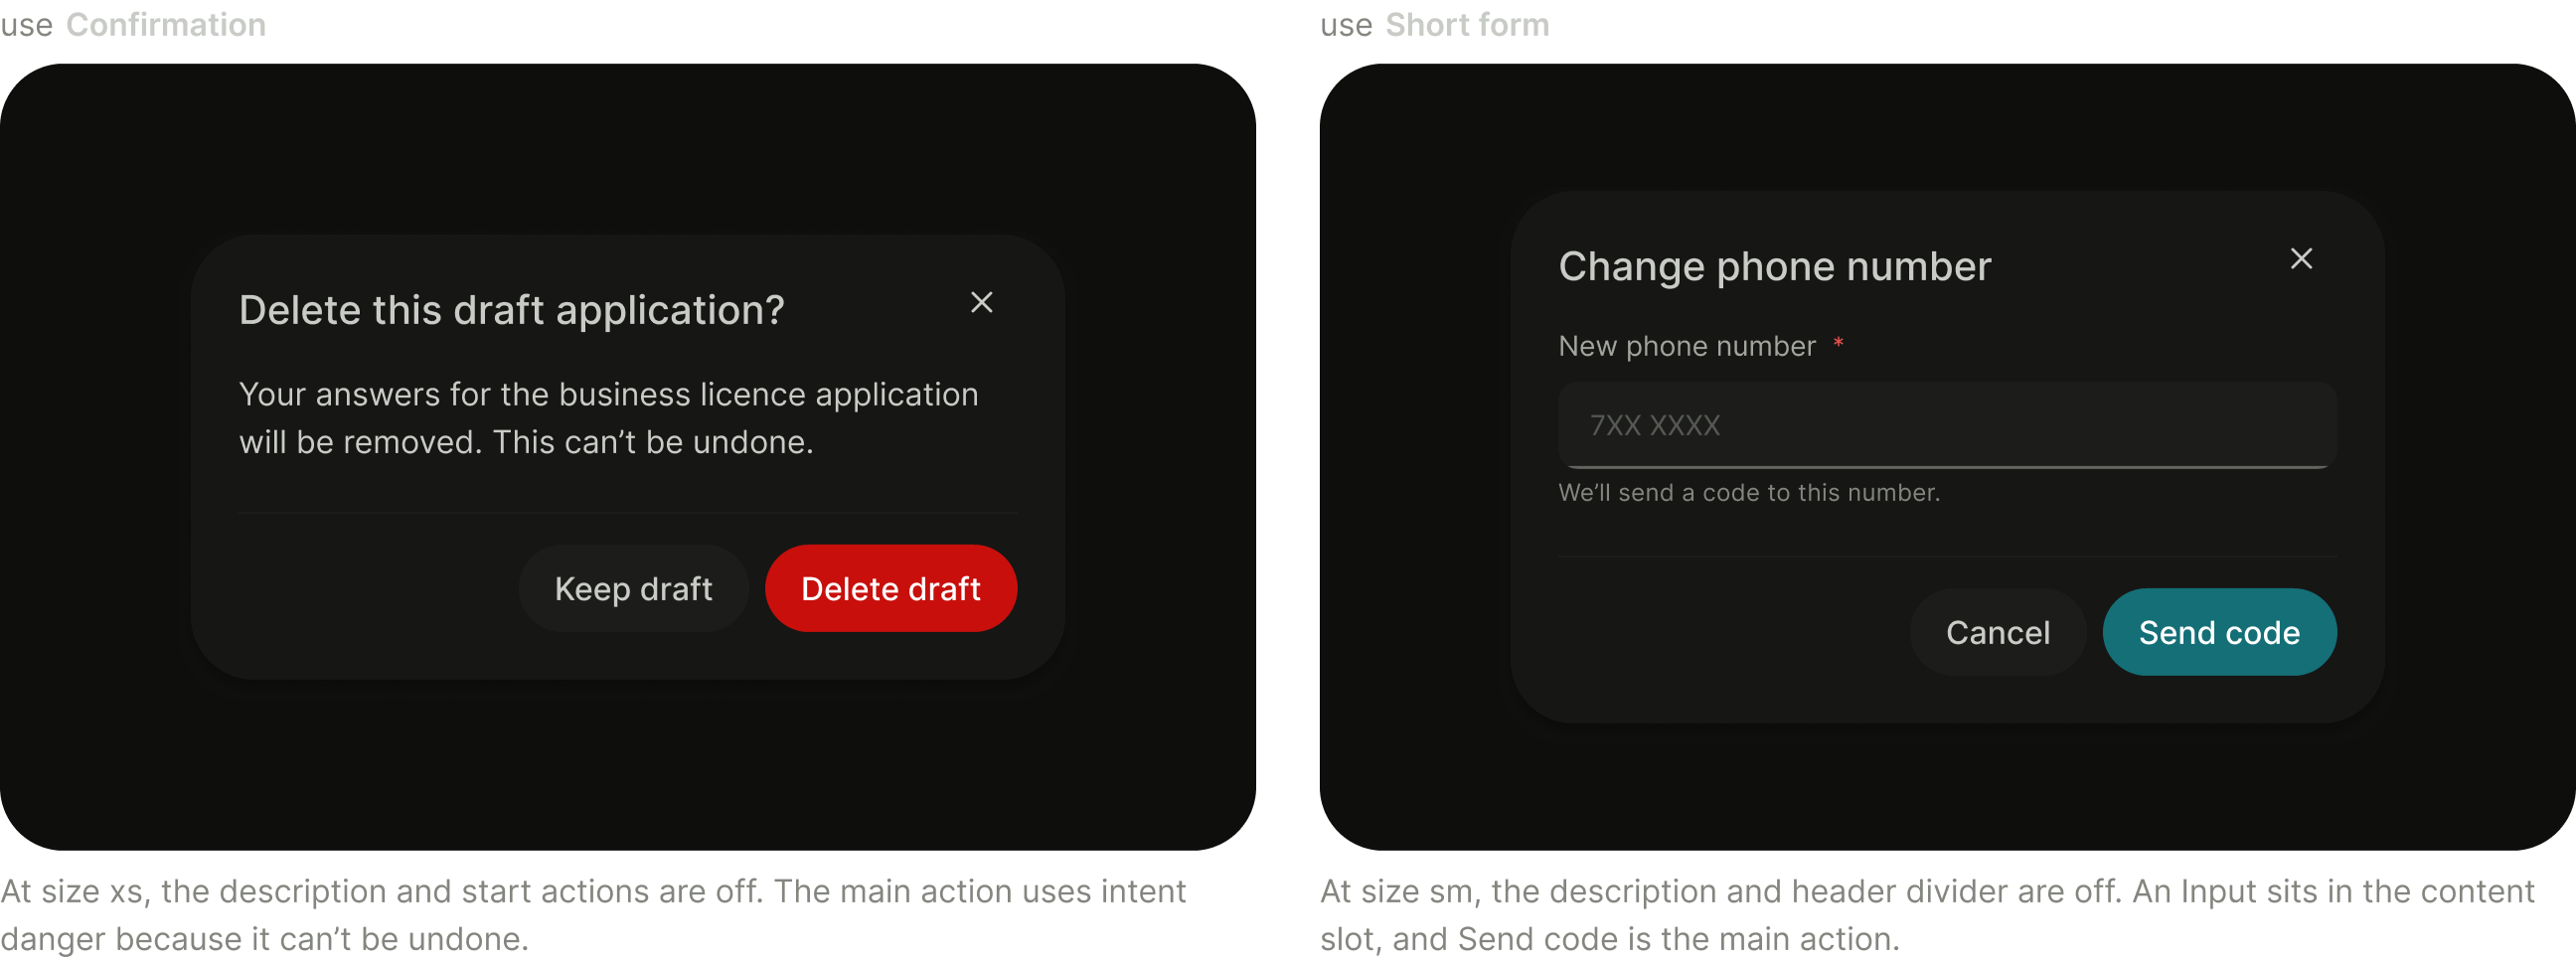 use Confirmation
Delete this draft application?
Your answers for the business licence application
will be removed. This can’t be undone.
Keep draft
Delete draft
At size xs, the description and start actions are off. The main action uses intent
danger because it can’t be undone.
use Short form
Change phone number
New phone number *
7XX XXXX
We’ll send a code to this number.
Cancel
Send code
At size sm, the description and header divider are off. An Input sits in the content
slot, and Send code is the main action.